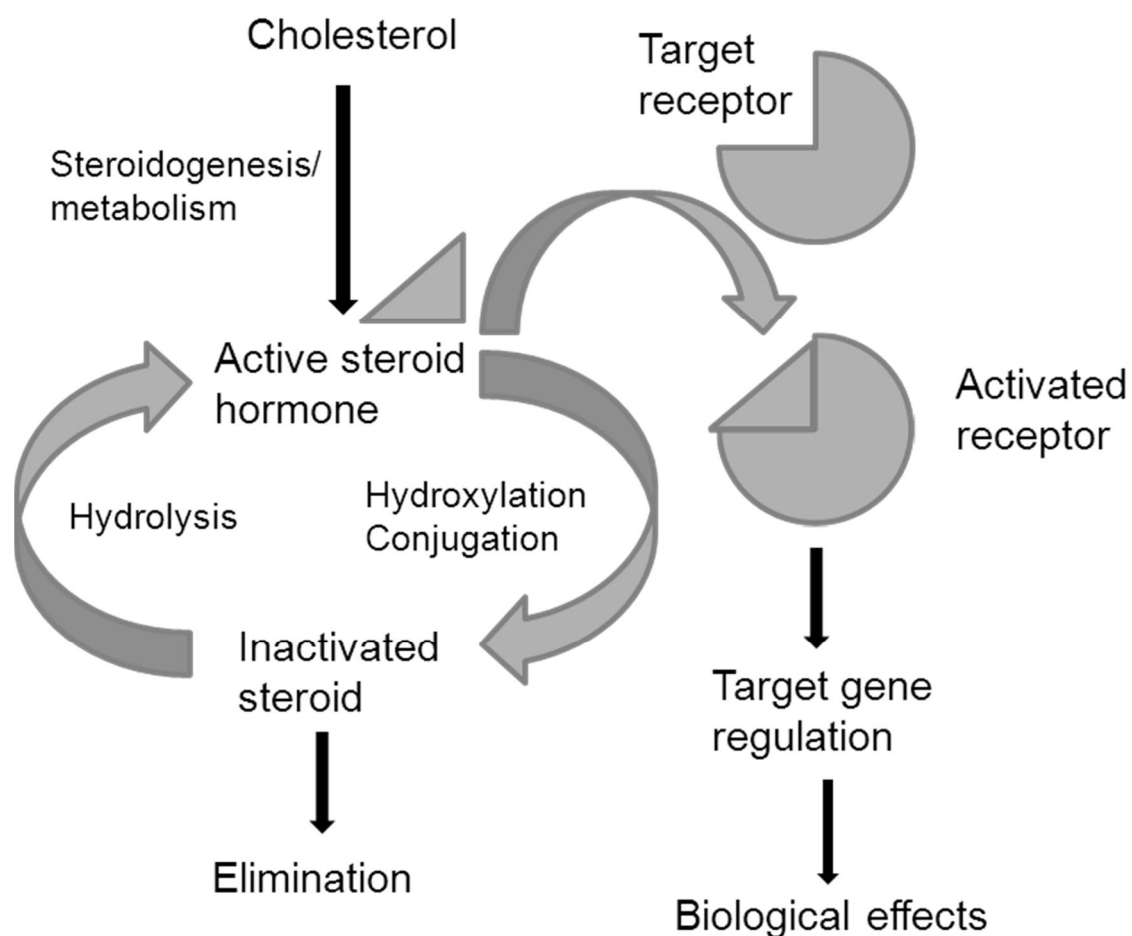 Cholesterol
Target
receptor
Steroidogenesis/
metabolism
Active steroid
hormone
Activated
receptor
Hydrolysis
Hydroxylation
Conjugation
Inactivated
steroid
Target gene
regulation
Elimination
Biological effects